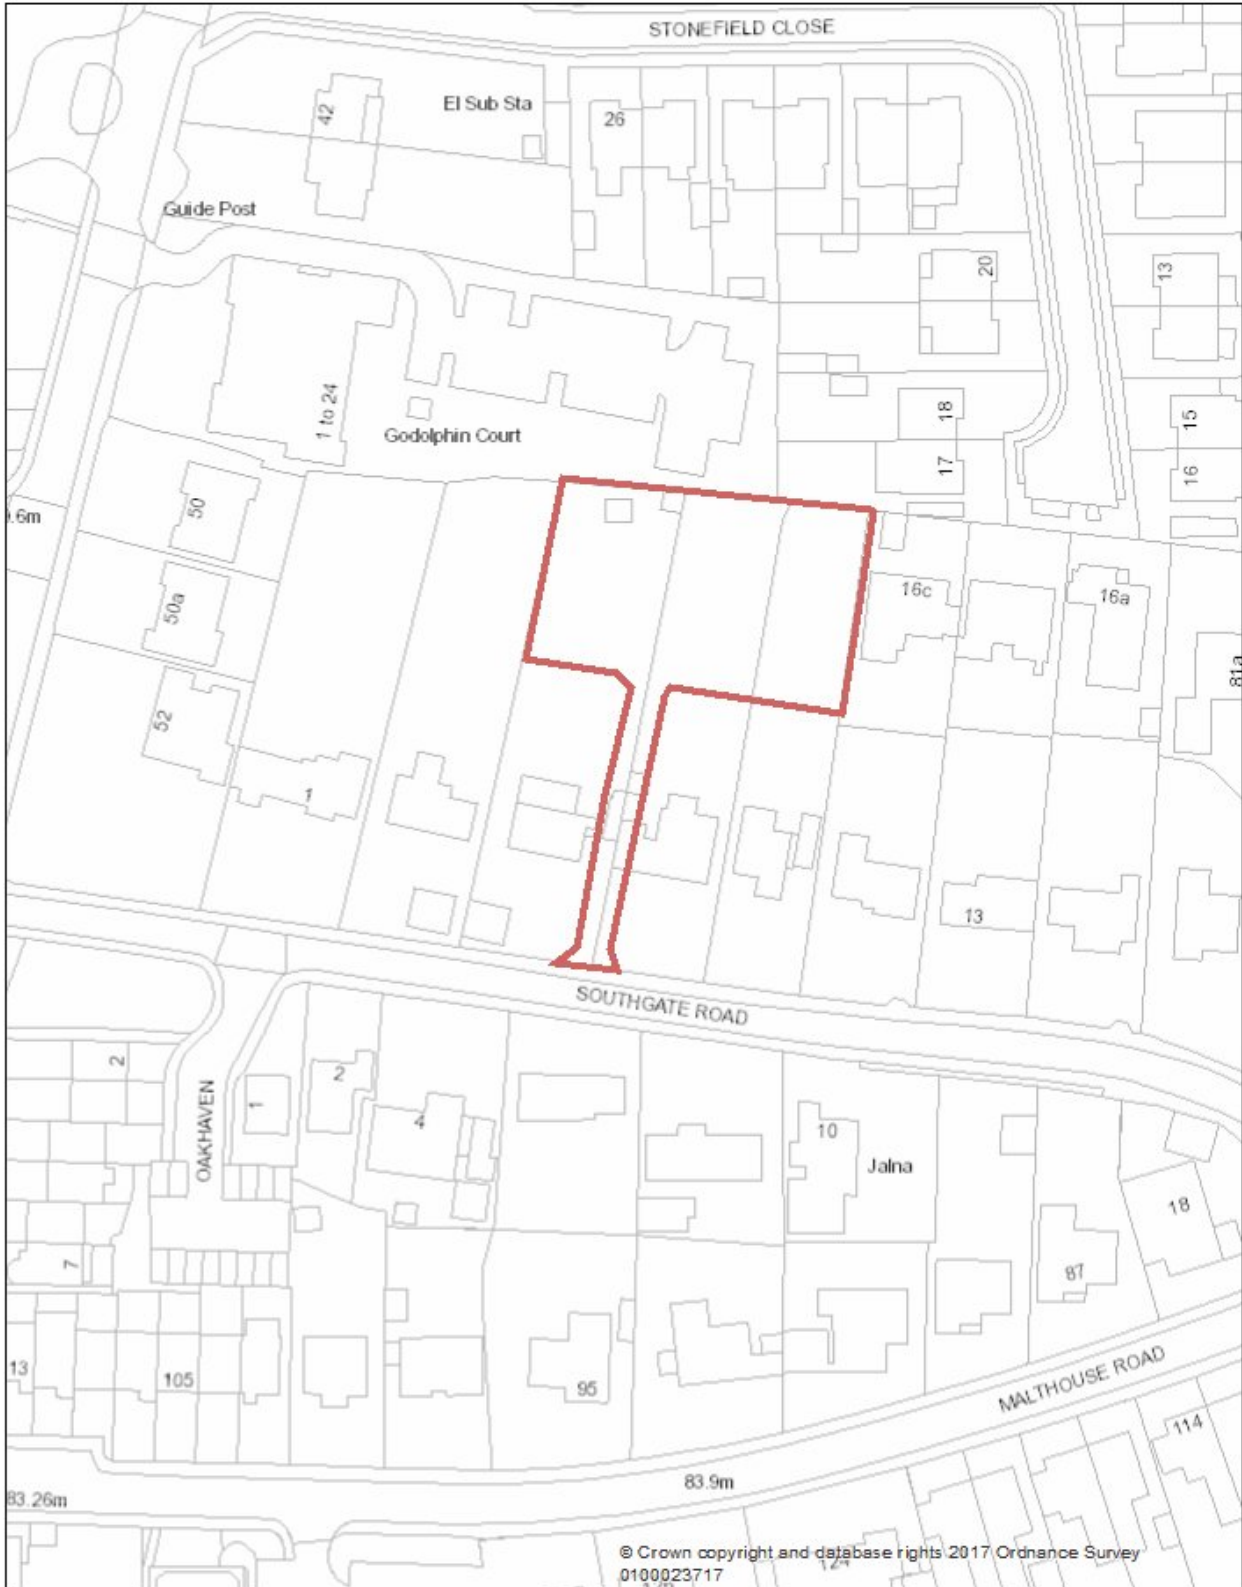 STONEFIELD CLOSE
El Sub Sta
42
26
Guide Post
20
13
1 to 24
18
15
Godolphin Court
17
16
50
.6m
50a
16c
16a
81a
52
1
13
SOUTHGATE ROAD
2
OAKHAVEN
1
2
4
10
Jalna
18
7
87
13
105
95
MALTHOUSE ROAD
114
83.9m
83.26m
© Crown copyright and database rights 2017 Ordnance Survey
0100023717